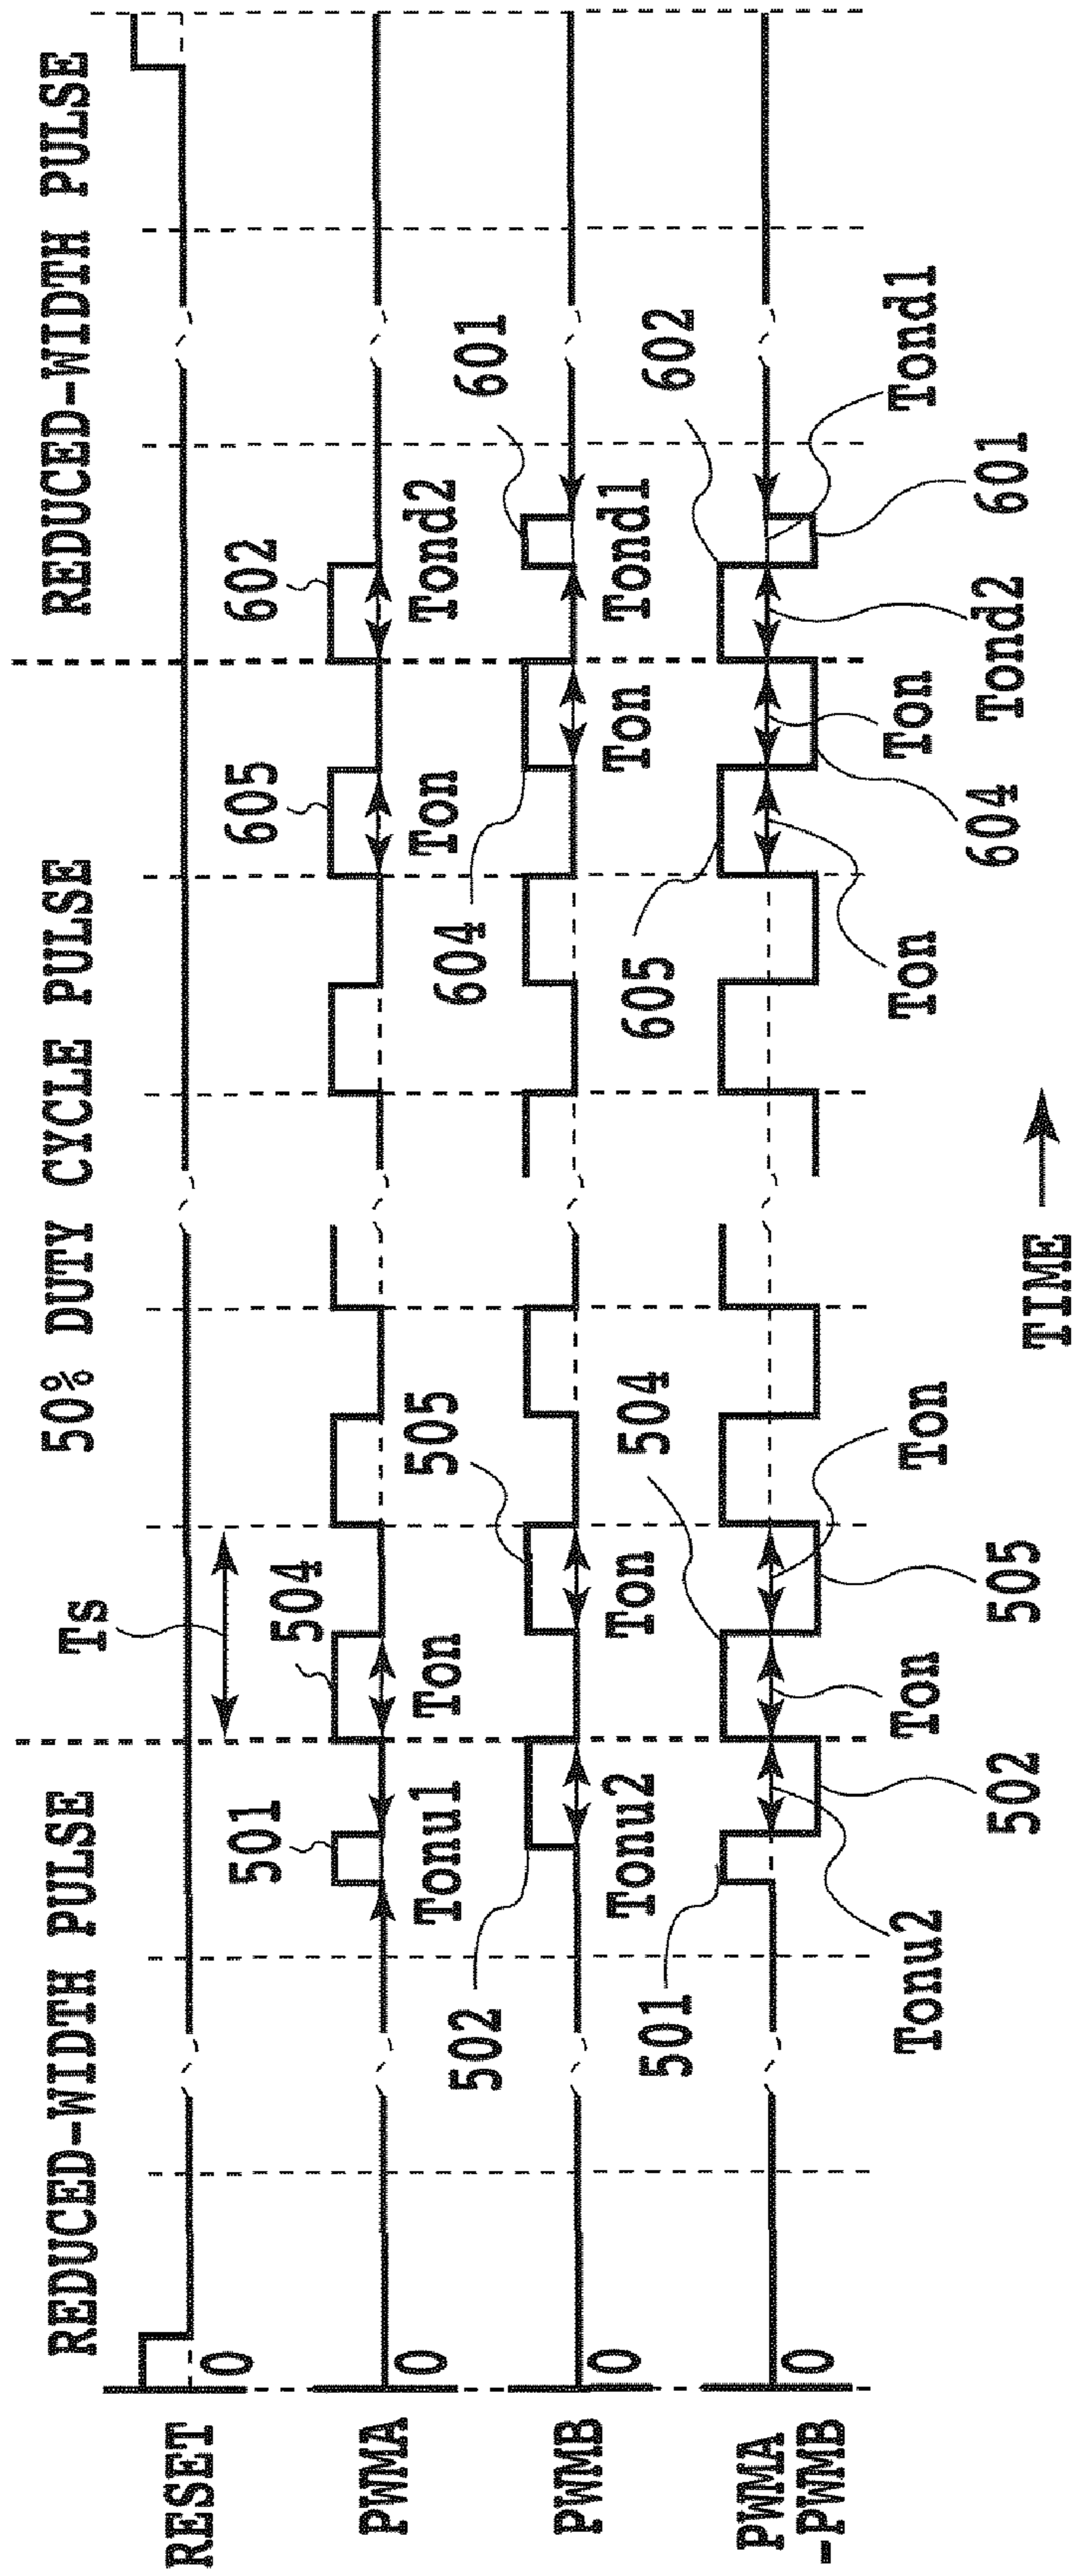 REDUCED-WIDTH PULSE 50% DUTY CYCLE PULSE REDUCED-WIDTH PULSE
Ts
RESET 0
501 504 605 602
PWMA 0
Tonu1 Ton Ton Tond2
502 505 604 601
PWMB 0
Tonu2 Ton Ton Tond1
501 504 605 602
PWMA
-PWMB 0
Tonu2 Ton Ton Ton Ton Tond1
502 505 604 Tond2 601
TIME